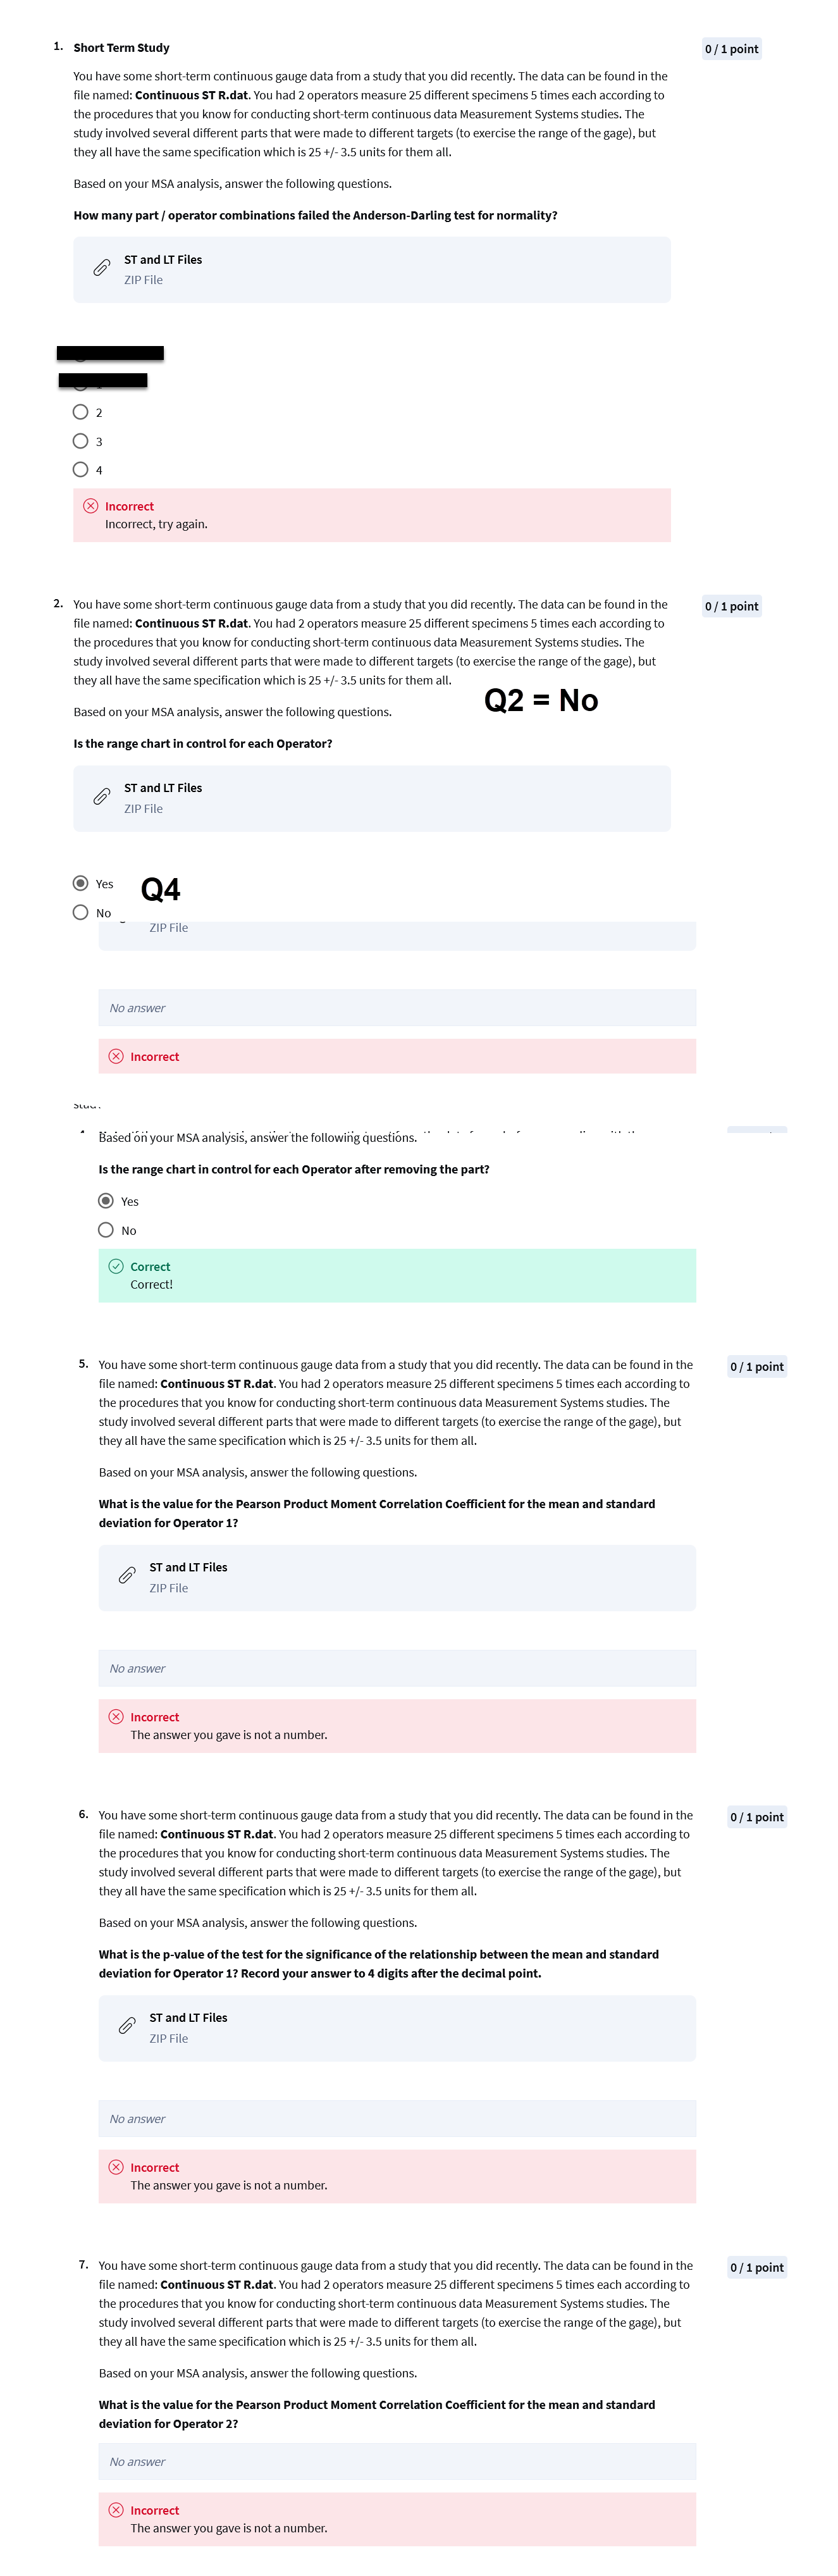 1. Short Term Study
0 / 1 point
You have some short-term continuous gauge data from a study that you did recently. The data can be found in the
file named: Continuous ST R.dat. You had 2 operators measure 25 different specimens 5 times each according to
the procedures that you know for conducting short-term continuous data Measurement Systems studies. The
study involved several different parts that were made to different targets (to exercise the range of the gage), but
they all have the same specification which is 25 +/- 3.5 units for them all.
Based on your MSA analysis, answer the following questions.
How many part / operator combinations failed the Anderson-Darling test for normality?
ST and LT Files
ZIP File
2
3
4
Incorrect
Incorrect, try again.
2. You have some short-term continuous gauge data from a study that you did recently. The data can be found in the
0 / 1 point
file named: Continuous ST R.dat. You had 2 operators measure 25 different specimens 5 times each according to
the procedures that you know for conducting short-term continuous data Measurement Systems studies. The
study involved several different parts that were made to different targets (to exercise the range of the gage), but
they all have the same specification which is 25 +/- 3.5 units for them all.
Q2 = No
Based on your MSA analysis, answer the following questions.
Is the range chart in control for each Operator?
ST and LT Files
ZIP File
Yes
Q4
No
ZIP File
No answer
Incorrect
Based on your MSA analysis, answer the following questions.
Is the range chart in control for each Operator after removing the part?
Yes
No
Correct
Correct!
5. You have some short-term continuous gauge data from a study that you did recently. The data can be found in the
0 / 1 point
file named: Continuous ST R.dat. You had 2 operators measure 25 different specimens 5 times each according to
the procedures that you know for conducting short-term continuous data Measurement Systems studies. The
study involved several different parts that were made to different targets (to exercise the range of the gage), but
they all have the same specification which is 25 +/- 3.5 units for them all.
Based on your MSA analysis, answer the following questions.
What is the value for the Pearson Product Moment Correlation Coefficient for the mean and standard
deviation for Operator 1?
ST and LT Files
ZIP File
No answer
Incorrect
The answer you gave is not a number.
6. You have some short-term continuous gauge data from a study that you did recently. The data can be found in the
0 / 1 point
file named: Continuous ST R.dat. You had 2 operators measure 25 different specimens 5 times each according to
the procedures that you know for conducting short-term continuous data Measurement Systems studies. The
study involved several different parts that were made to different targets (to exercise the range of the gage), but
they all have the same specification which is 25 +/- 3.5 units for them all.
Based on your MSA analysis, answer the following questions.
What is the p-value of the test for the significance of the relationship between the mean and standard
deviation for Operator 1? Record your answer to 4 digits after the decimal point.
ST and LT Files
ZIP File
No answer
Incorrect
The answer you gave is not a number.
7. You have some short-term continuous gauge data from a study that you did recently. The data can be found in the
0 / 1 point
file named: Continuous ST R.dat. You had 2 operators measure 25 different specimens 5 times each according to
the procedures that you know for conducting short-term continuous data Measurement Systems studies. The
study involved several different parts that were made to different targets (to exercise the range of the gage), but
they all have the same specification which is 25 +/- 3.5 units for them all.
Based on your MSA analysis, answer the following questions.
What is the value for the Pearson Product Moment Correlation Coefficient for the mean and standard
deviation for Operator 2?
No answer
Incorrect
The answer you gave is not a number.